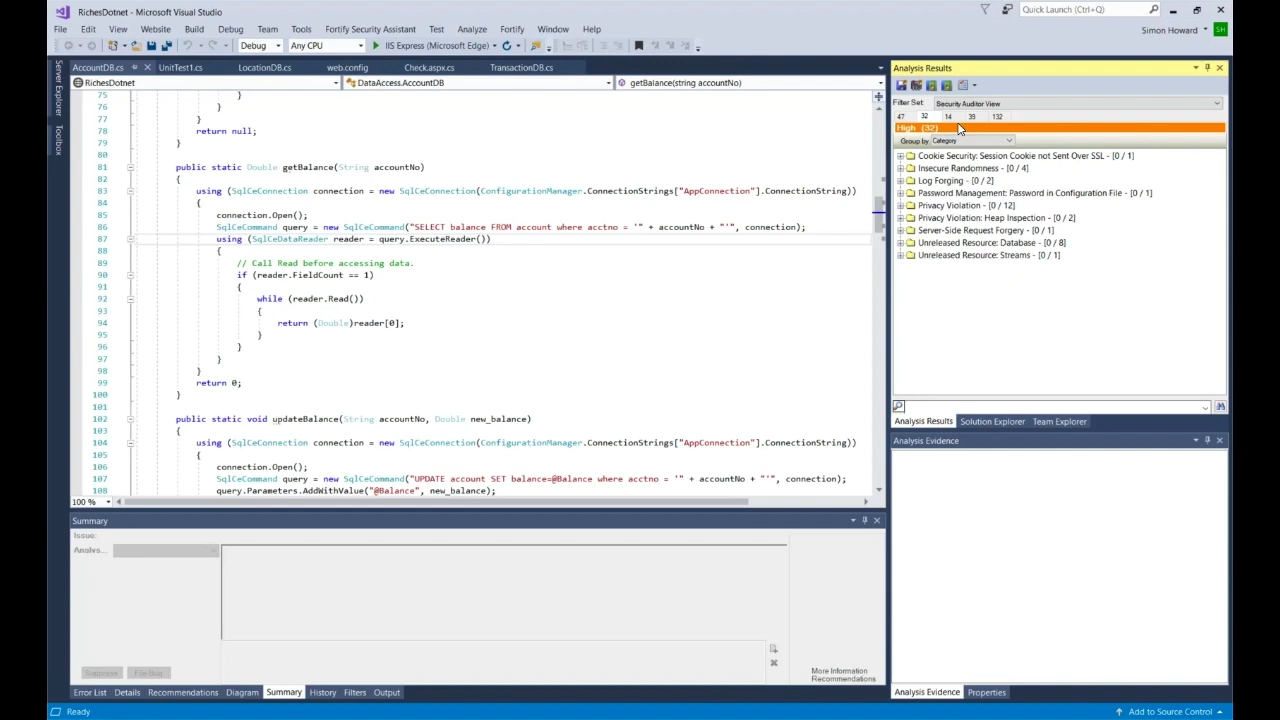 RichesDotnet - Microsoft Visual Studio
Quick Launch (Ctrl+Q)
File Edit View Website Build Debug Team Tools Fortify Security Assistant Test Analyze Fortify Window Help
Simon Howard SH
Debug Any CPU IIS Express (Microsoft Edge)
Server Explorer
Toolbox
AccountDB.cs UnitTest1.cs LocationDB.cs web.config Check.aspx.cs TransactionDB.cs
RichesDotnet DataAccess.AccountDB getBalance(string accountNo)
75 }
76 }
77 }
78 return null;
79 }
80
81 public static Double getBalance(String accountNo)
82 {
83 using (SqlCeConnection connection = new SqlCeConnection(ConfigurationManager.ConnectionStrings["AppConnection"].ConnectionString))
84 {
85 connection.Open();
86 SqlCeCommand query = new SqlCeCommand("SELECT balance FROM account where acctno = '" + accountNo + "'", connection);
87 using (SqlCeDataReader reader = query.ExecuteReader())
88 {
89 // Call Read before accessing data.
90 if (reader.FieldCount == 1)
91 {
92 while (reader.Read())
93 {
94 return (Double)reader[0];
95 }
96 }
97 }
98 }
99 return 0;
100 }
101
102 public static void updateBalance(String accountNo, Double new_balance)
103 {
104 using (SqlCeConnection connection = new SqlCeConnection(ConfigurationManager.ConnectionStrings["AppConnection"].ConnectionString))
105 {
106 connection.Open();
107 SqlCeCommand query = new SqlCeCommand("UPDATE account SET balance=@Balance where acctno = '" + accountNo + "'", connection);
108 query.Parameters.AddWithValue("@Balance", new_balance);
100 %
Analysis Results
Filter Set: Security Auditor View
47 32 14 39 132
High (32)
Group by Category
Cookie Security: Session Cookie not Sent Over SSL - [0 / 1]
Insecure Randomness - [0 / 4]
Log Forging - [0 / 2]
Password Management: Password in Configuration File - [0 / 1]
Privacy Violation - [0 / 12]
Privacy Violation: Heap Inspection - [0 / 2]
Server-Side Request Forgery - [0 / 1]
Unreleased Resource: Database - [0 / 8]
Unreleased Resource: Streams - [0 / 1]
Analysis Results Solution Explorer Team Explorer
Analysis Evidence
Analysis Evidence Properties
Summary
Issue:
Analys...
Suppress File Bug
More Information
Recommendations
Error List Details Recommendations Diagram Summary History Filters Output
Ready
Add to Source Control